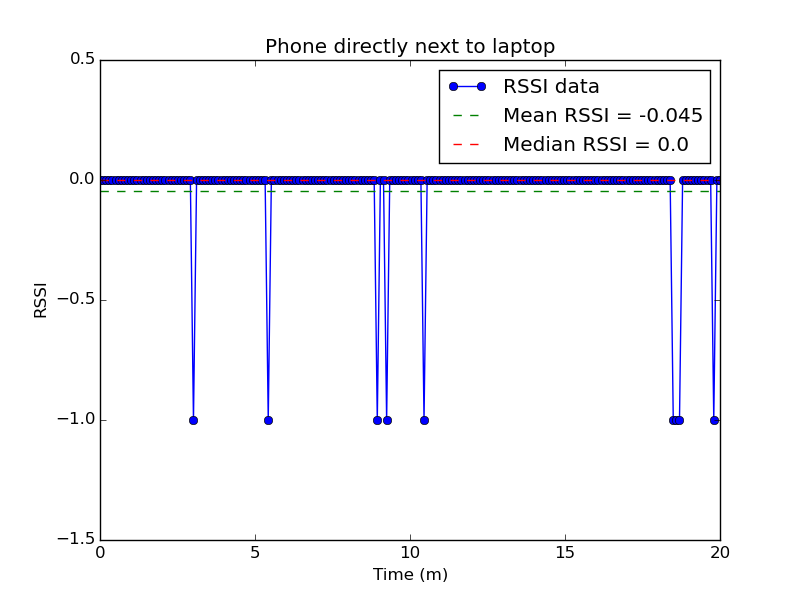 Phone directly next to laptop
RSSI data
Mean RSSI = -0.045
Median RSSI = 0.0
0.5
0.0
−0.5
−1.0
−1.5
RSSI
0 5 10 15 20
Time (m)